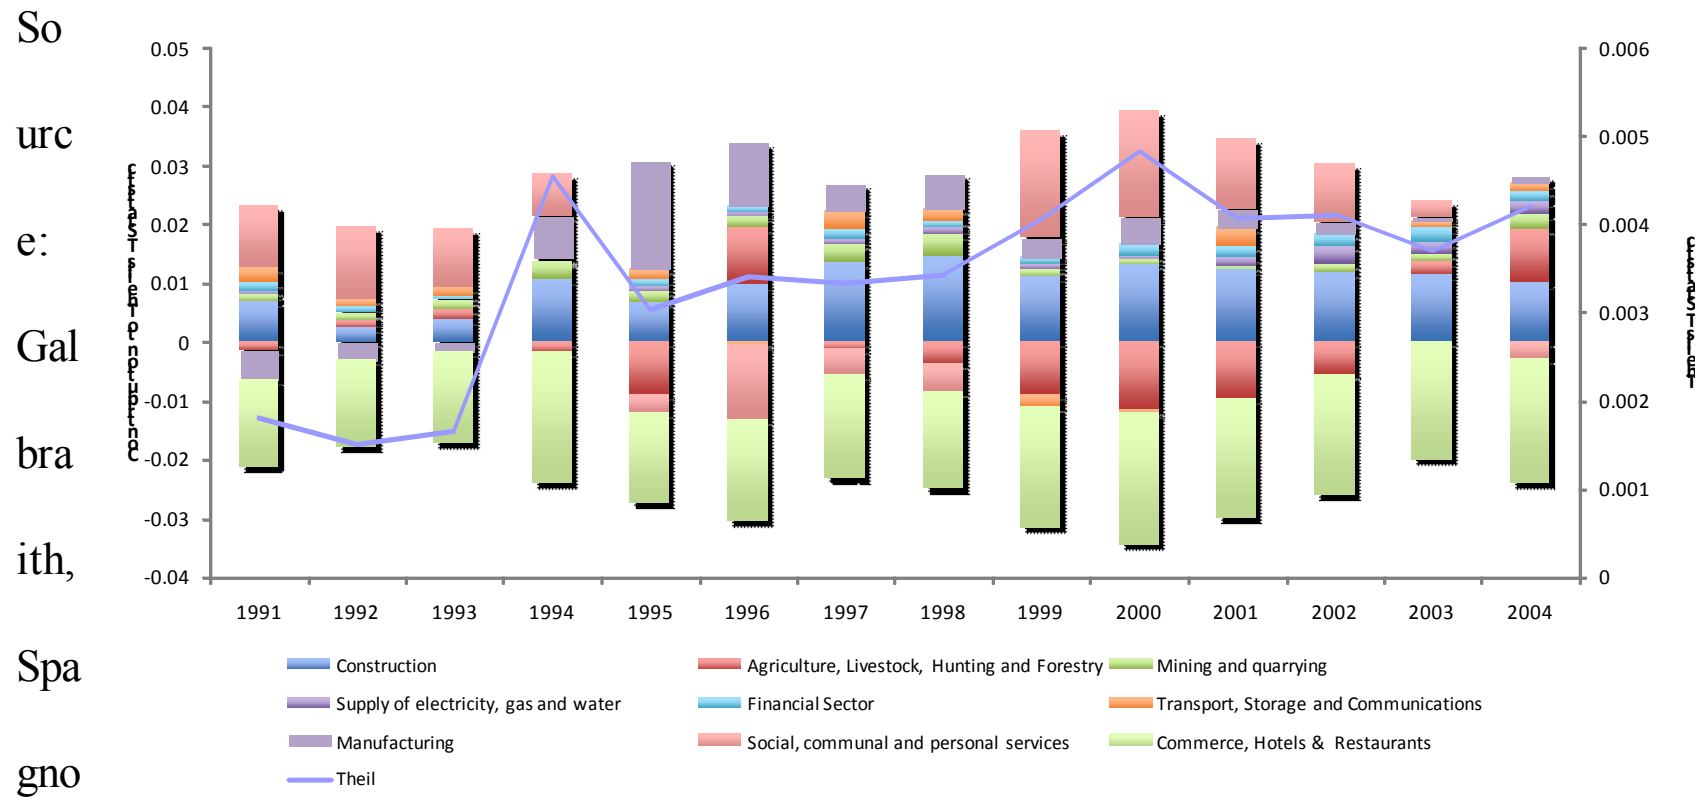 So
urc
e:
Gal
bra
ith,
Spa
gno
0.05
0.04
0.03
0.02
0.01
0
-0.01
-0.02
-0.03
-0.04
0.006
0.005
0.004
0.003
0.002
0.001
0
1991 1992 1993 1994 1995 1996 1997 1998 1999 2000 2001 2002 2003 2004
Construction Agriculture, Livestock, Hunting and Forestry Mining and quarrying
Supply of electricity, gas and water Financial Sector Transport, Storage and Communications
Manufacturing Social, communal and personal services Commerce, Hotels & Restaurants
Theil